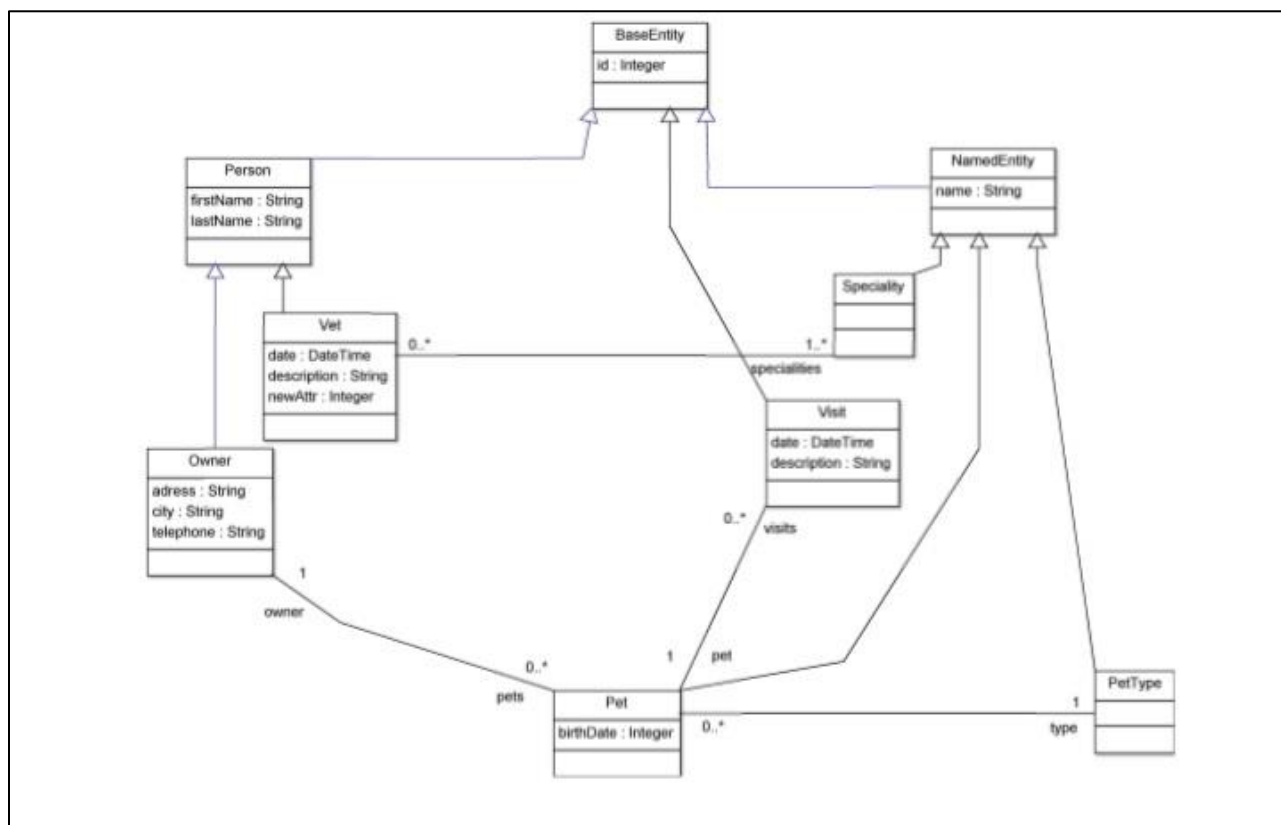 BaseEntity
id : Integer
Person
firstName : String
lastName : String
NamedEntity
name : String
Speciality
Vet
date : DateTime
description : String
newAttr : Integer
0..*
1..*
specialities
Visit
date : DateTime
description : String
Owner
adress : String
city : String
telephone : String
0..*
visits
1
owner
0..*
pets
1
pet
Pet
birthDate : Integer
0..*
1
type
PetType